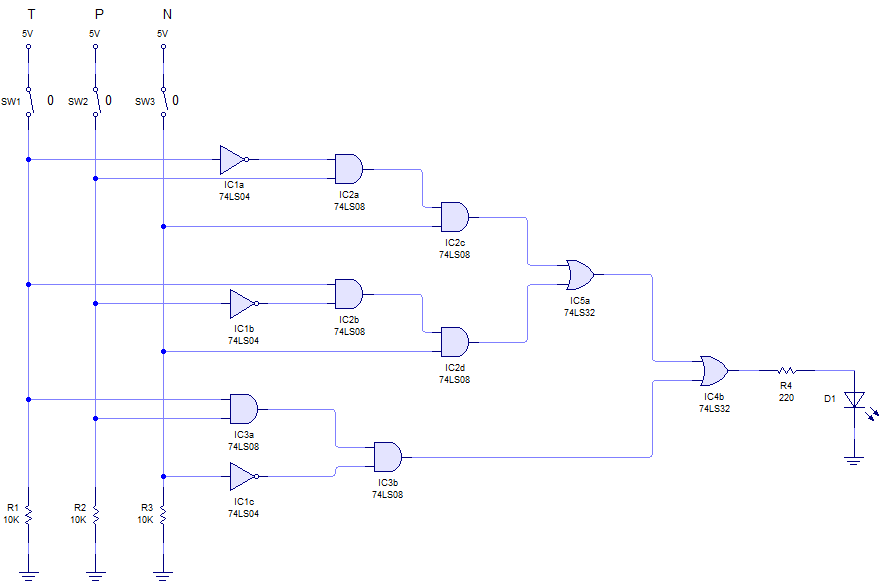 T P N
5V 5V 5V
SW1 0 SW2 0 SW3 0
IC1a
74LS04
IC2a
74LS08
IC2c
74LS08
IC5a
74LS32
IC1b
74LS04
IC2b
74LS08
IC2d
74LS08
IC4b
74LS32
R4
220
D1
IC3a
74LS08
IC3b
74LS08
IC1c
74LS04
R1
10K
R2
10K
R3
10K